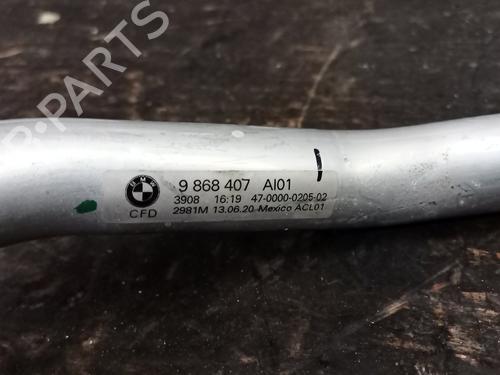 BMW
9 868 407 AI01
3908 16:19 47-0000-0205-02
CFD
2981M 13.06.20 Mexico ACL01
R-PARTS